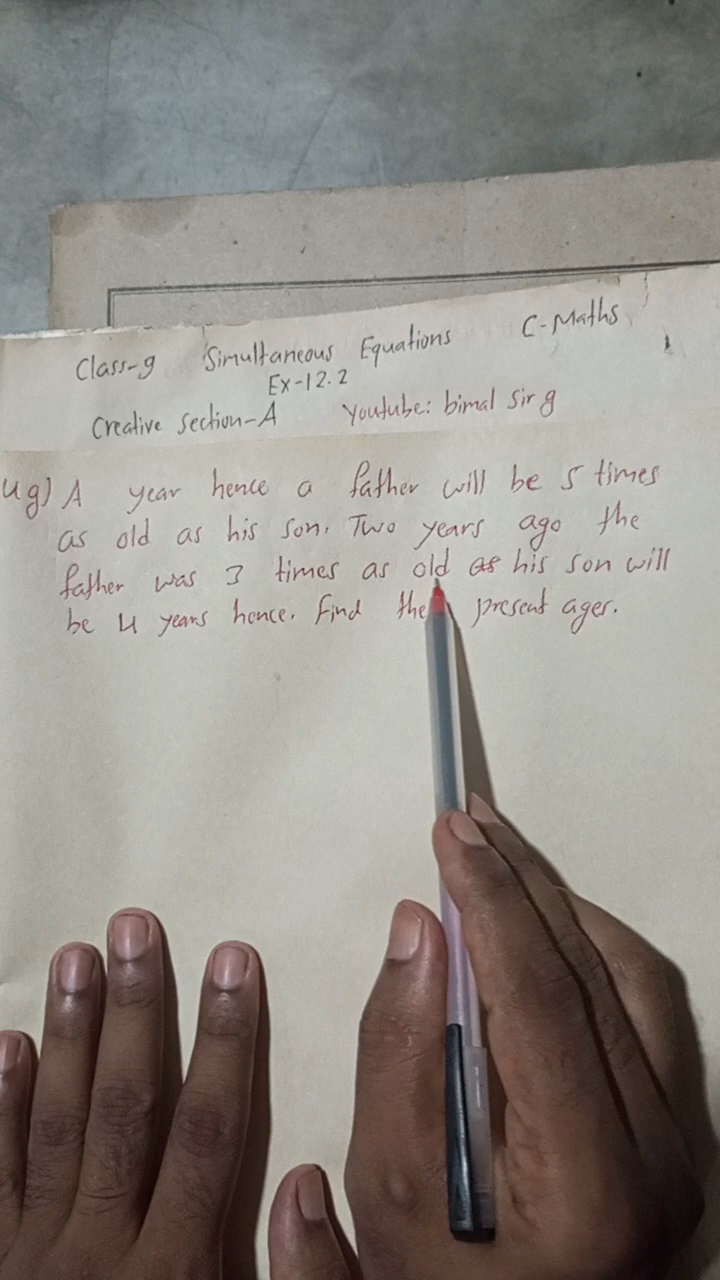 Class-9 Simultaneous Equations C-Maths
Ex-12.2
Creative section-A Youtube: bimal sir g
4g) A year hence a father will be 5 times
as old as his son. Two years ago the
father was 3 times as old as his son will
be 4 years hence. Find the present ages.